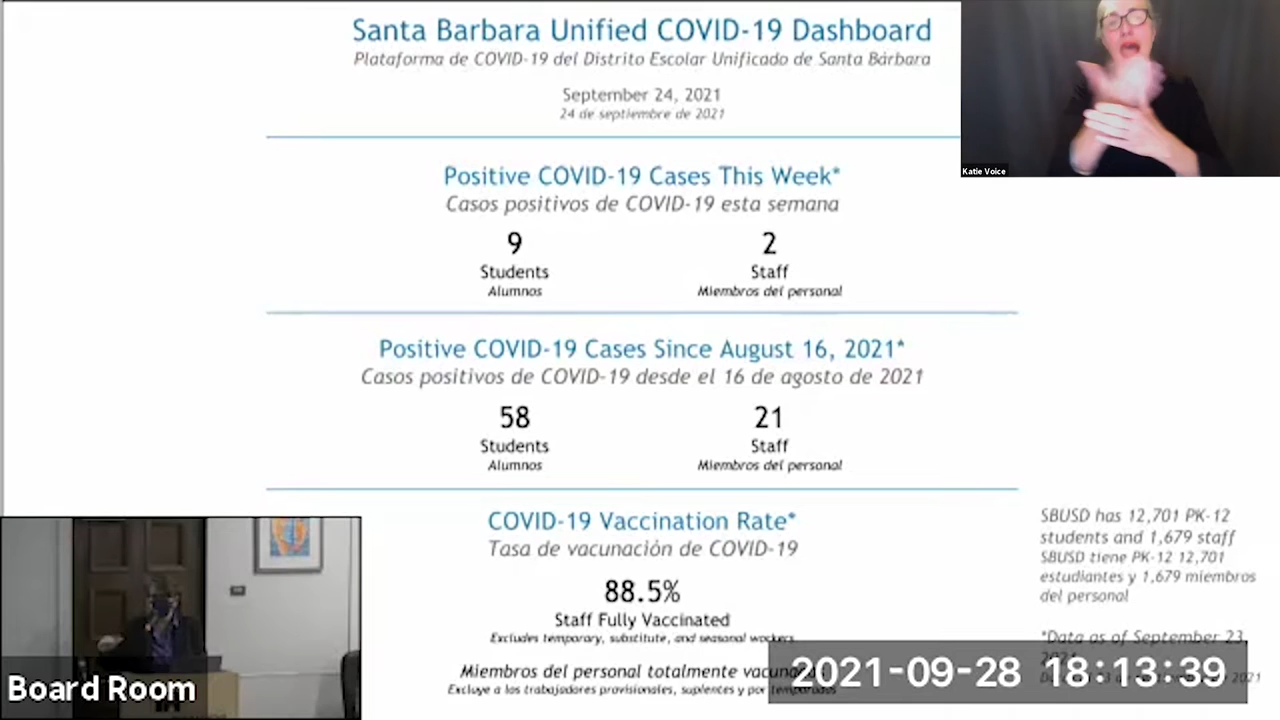 Santa Barbara Unified COVID-19 Dashboard
Plataforma de COVID-19 del Distrito Escolar Unificado de Santa Bárbara
September 24, 2021
24 de septiembre de 2021
Katie Voice
Positive COVID-19 Cases This Week*
Casos positivos de COVID-19 esta semana
9
Students
Alumnos
2
Staff
Miembros del personal
Positive COVID-19 Cases Since August 16, 2021*
Casos positivos de COVID-19 desde el 16 de agosto de 2021
58
Students
Alumnos
21
Staff
Miembros del personal
COVID-19 Vaccination Rate*
Tasa de vacunación de COVID-19
88.5%
Staff Fully Vaccinated
Excludes temporary, substitute, and seasonal workers
Miembros del personal totalmente
Excluye a los trabajadores provisionales, suplentes y por temporadas
SBUSD has 12,701 PK-12
students and 1,679 staff
SBUSD tiene PK-12 12,701
estudiantes y 1,679 miembros
del personal
*Data as of September 23,
2021-09-28 18:13:39
Board Room